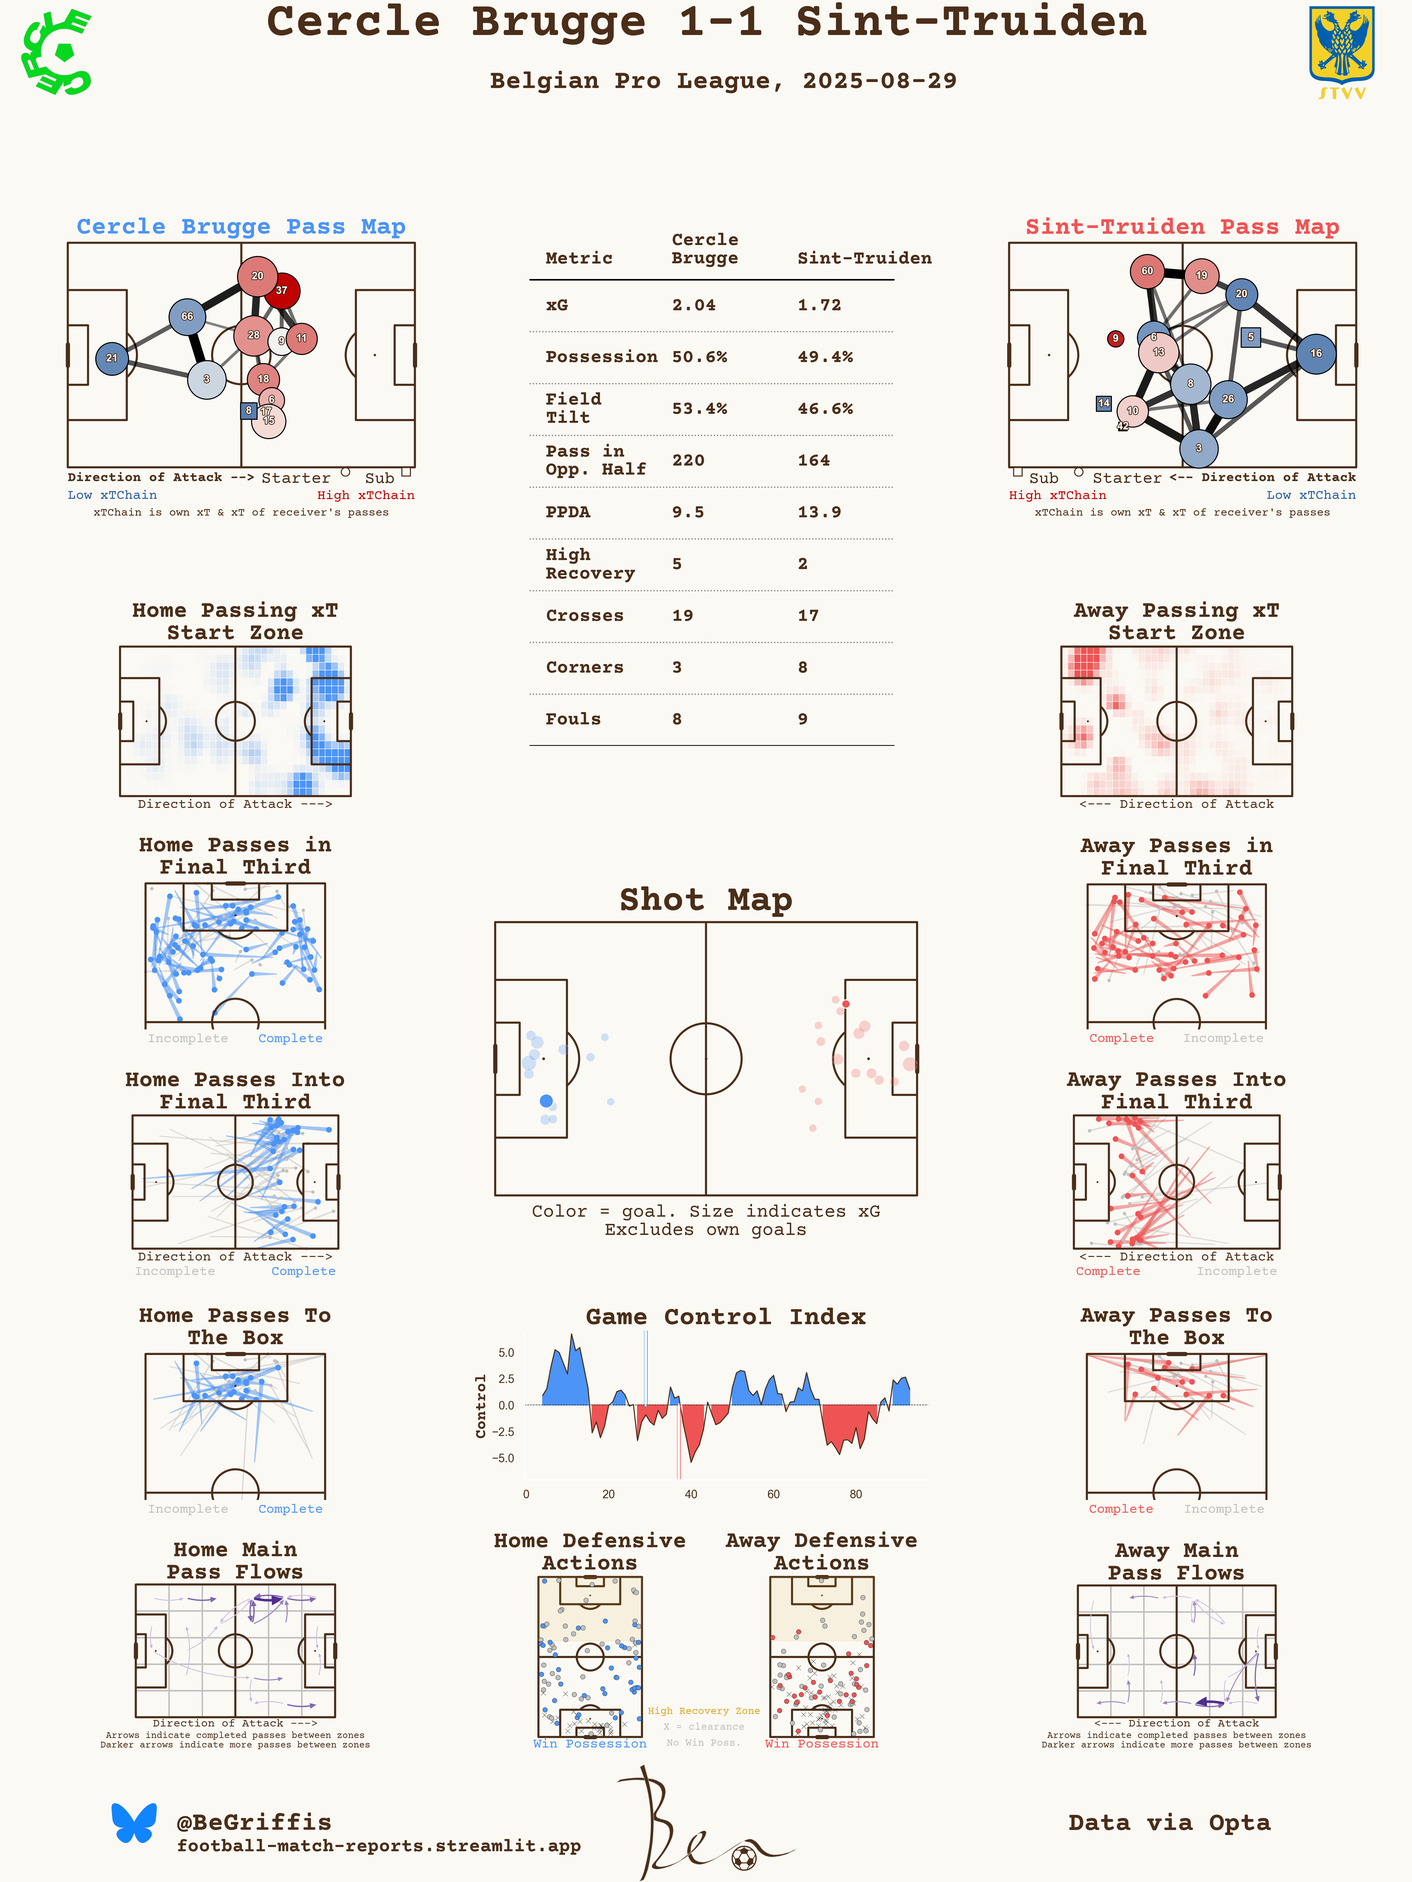 Cercle Brugge 1-1 Sint-Truiden
Belgian Pro League, 2025-08-29
CERCLE
STVV
Cercle Brugge Pass Map
20
37
66
28
9
11
21
3
18
6
8
17
15
Direction of Attack --> Starter Sub
Low xTChain High xTChain
xTChain is own xT & xT of receiver's passes
Metric Cercle Brugge Sint-Truiden
xG 2.04 1.72
Possession 50.6% 49.4%
Field Tilt 53.4% 46.6%
Pass in Opp. Half 220 164
PPDA 9.5 13.9
High Recovery 5 2
Crosses 19 17
Corners 3 8
Fouls 8 9
Sint-Truiden Pass Map
60
19
20
9
6
5
13
16
8
14
10
26
42
3
Sub Starter <-- Direction of Attack
High xTChain Low xTChain
xTChain is own xT & xT of receiver's passes
Home Passing xT
Start Zone
Direction of Attack --->
Away Passing xT
Start Zone
<--- Direction of Attack
Home Passes in
Final Third
Incomplete Complete
Away Passes in
Final Third
Complete Incomplete
Shot Map
Color = goal. Size indicates xG
Excludes own goals
Home Passes Into
Final Third
Direction of Attack --->
Incomplete Complete
Away Passes Into
Final Third
<--- Direction of Attack
Complete Incomplete
Home Passes To
The Box
Incomplete Complete
Game Control Index
Control
5.0
2.5
0.0
−2.5
−5.0
0 20 40 60 80
Away Passes To
The Box
Complete Incomplete
Home Main
Pass Flows
Direction of Attack --->
Arrows indicate completed passes between zones
Darker arrows indicate more passes between zones
Home Defensive
Actions
Win Possession
High Recovery Zone
X = clearance
No Win Poss.
Away Defensive
Actions
Win Possession
Away Main
Pass Flows
<--- Direction of Attack
Arrows indicate completed passes between zones
Darker arrows indicate more passes between zones
@BeGriffis
football-match-reports.streamlit.app
Ben
Data via Opta